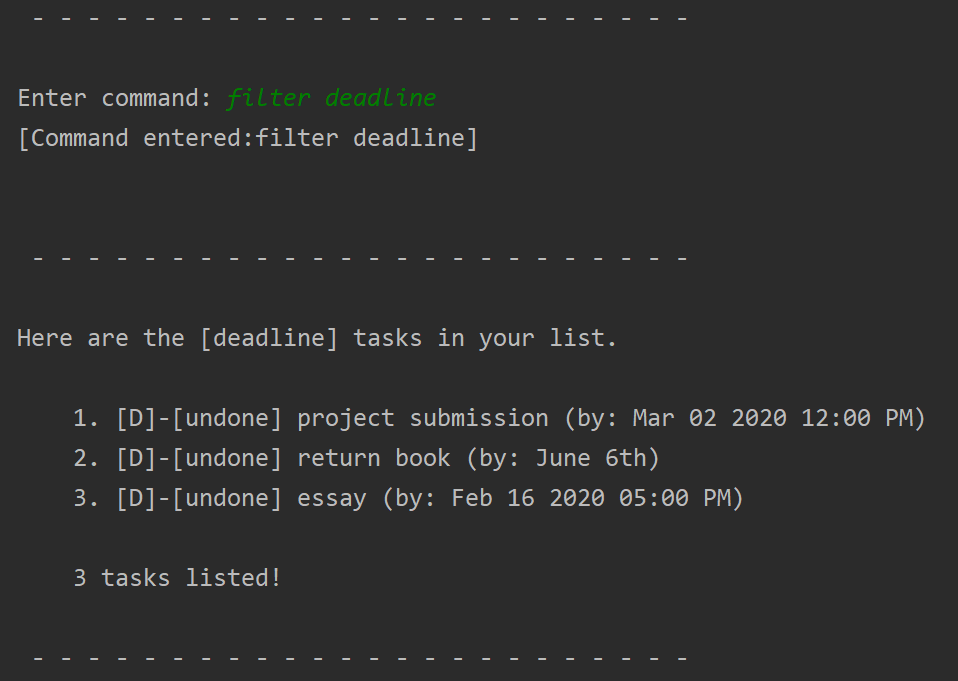 - - - - - - - - - - - - - - - - - - - - - - - -
Enter command: filter deadline
[Command entered:filter deadline]
- - - - - - - - - - - - - - - - - - - - - - - -
Here are the [deadline] tasks in your list.
1. [D]-[undone] project submission (by: Mar 02 2020 12:00 PM)
2. [D]-[undone] return book (by: June 6th)
3. [D]-[undone] essay (by: Feb 16 2020 05:00 PM)
3 tasks listed!
- - - - - - - - - - - - - - - - - - - - - - - -